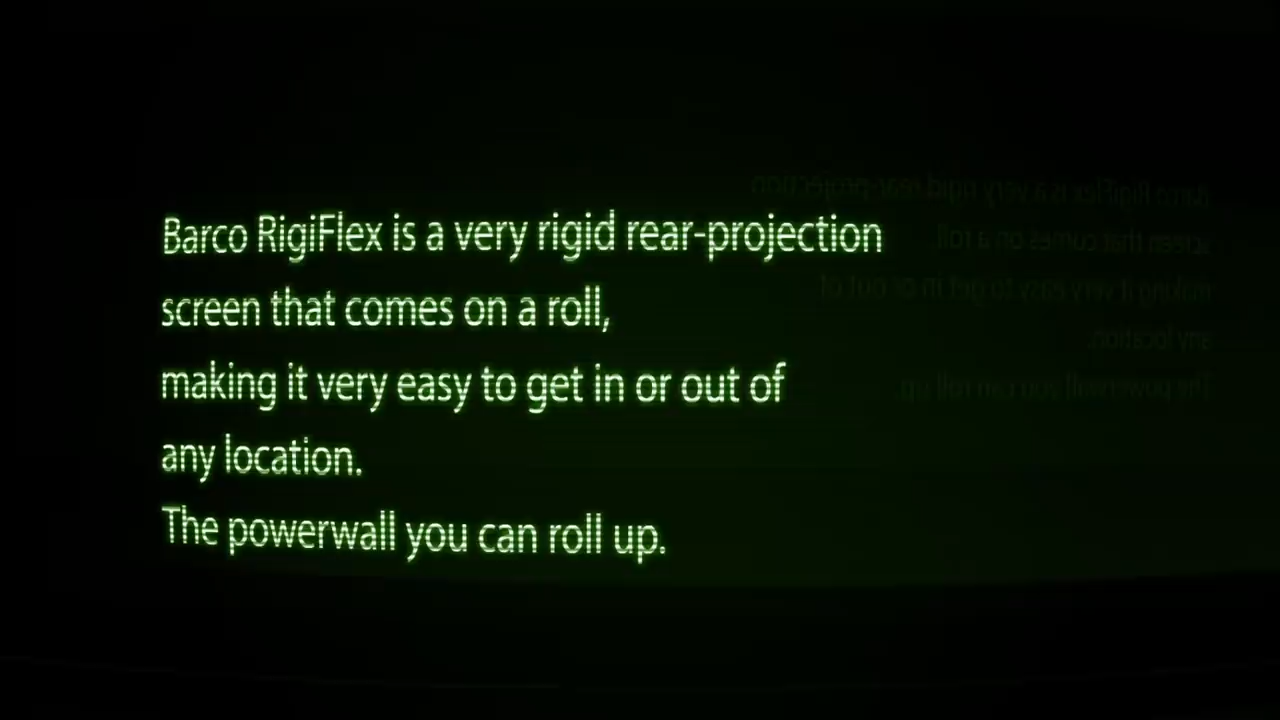 Barco RigiFlex is a very rigid rear-projection
screen that comes on a roll,
making it very easy to get in or out of
any location.
The powerwall you can roll up.